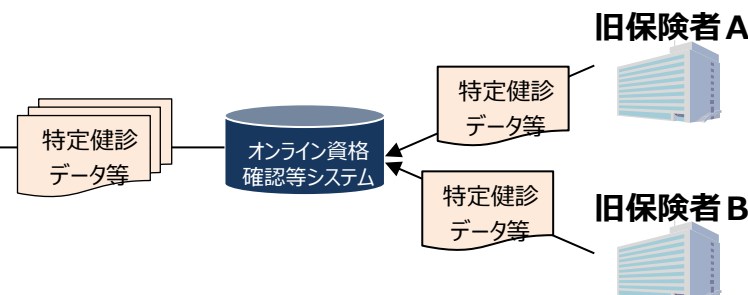 旧保険者A
特定健診
データ等
特定健診
データ等
オンライン資格
確認等システム
特定健診
データ等
旧保険者B